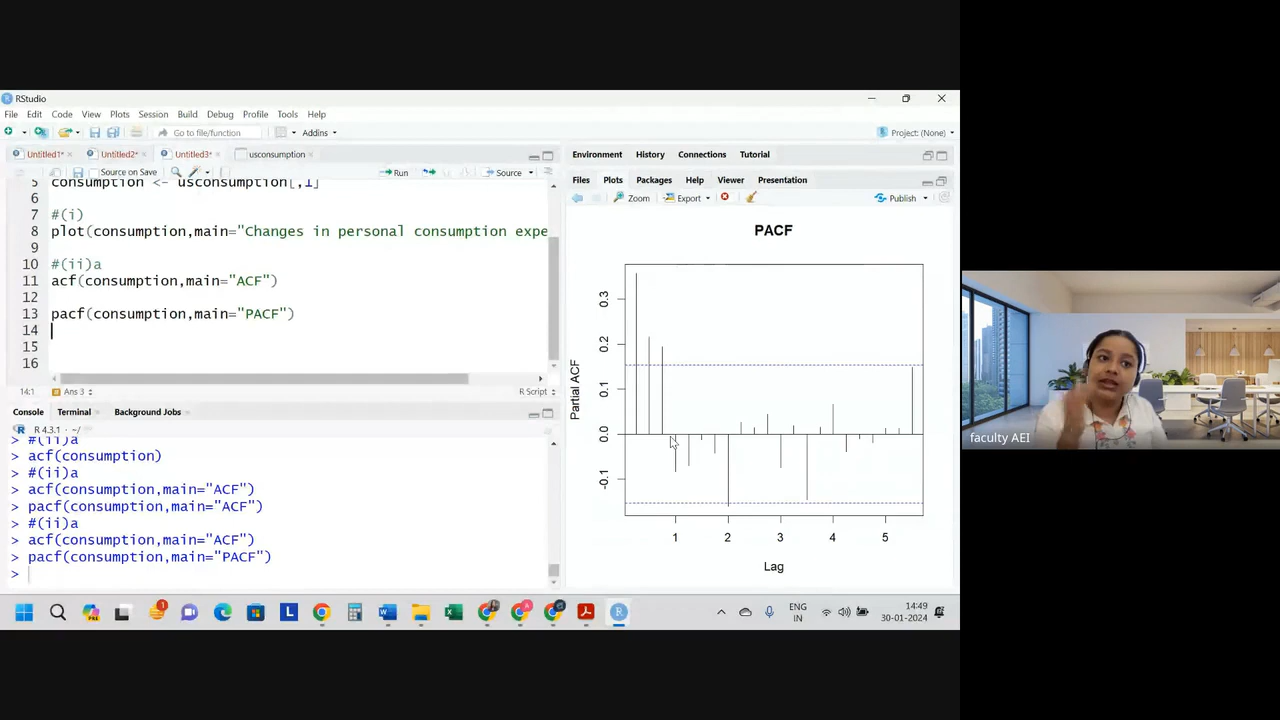 RStudio
File Edit Code View Plots Session Build Debug Profile Tools Help
Go to file/function Addins Project: (None)
Untitled1* Untitled2* Untitled3* usconsumption
Source on Save Run Source
5 consumption <- usconsumption[,1]
6
7 #(i)
8 plot(consumption,main="Changes in personal consumption expe
9
10 #(ii)a
11 acf(consumption,main="ACF")
12
13 pacf(consumption,main="PACF")
14
15
16
14:1 Ans 3 R Script
Console Terminal Background Jobs
R 4.3.1 · ~/
> #(ii)a
> acf(consumption)
> #(ii)a
> acf(consumption,main="ACF")
> pacf(consumption,main="ACF")
> #(ii)a
> acf(consumption,main="ACF")
> pacf(consumption,main="PACF")
>
Environment History Connections Tutorial
Files Plots Packages Help Viewer Presentation
Zoom Export Publish
PACF
Partial ACF
0.3
0.2
0.1
0.0
-0.1
1 2 3 4 5
Lag
faculty AEI
ENG
IN
14:49
30-01-2024